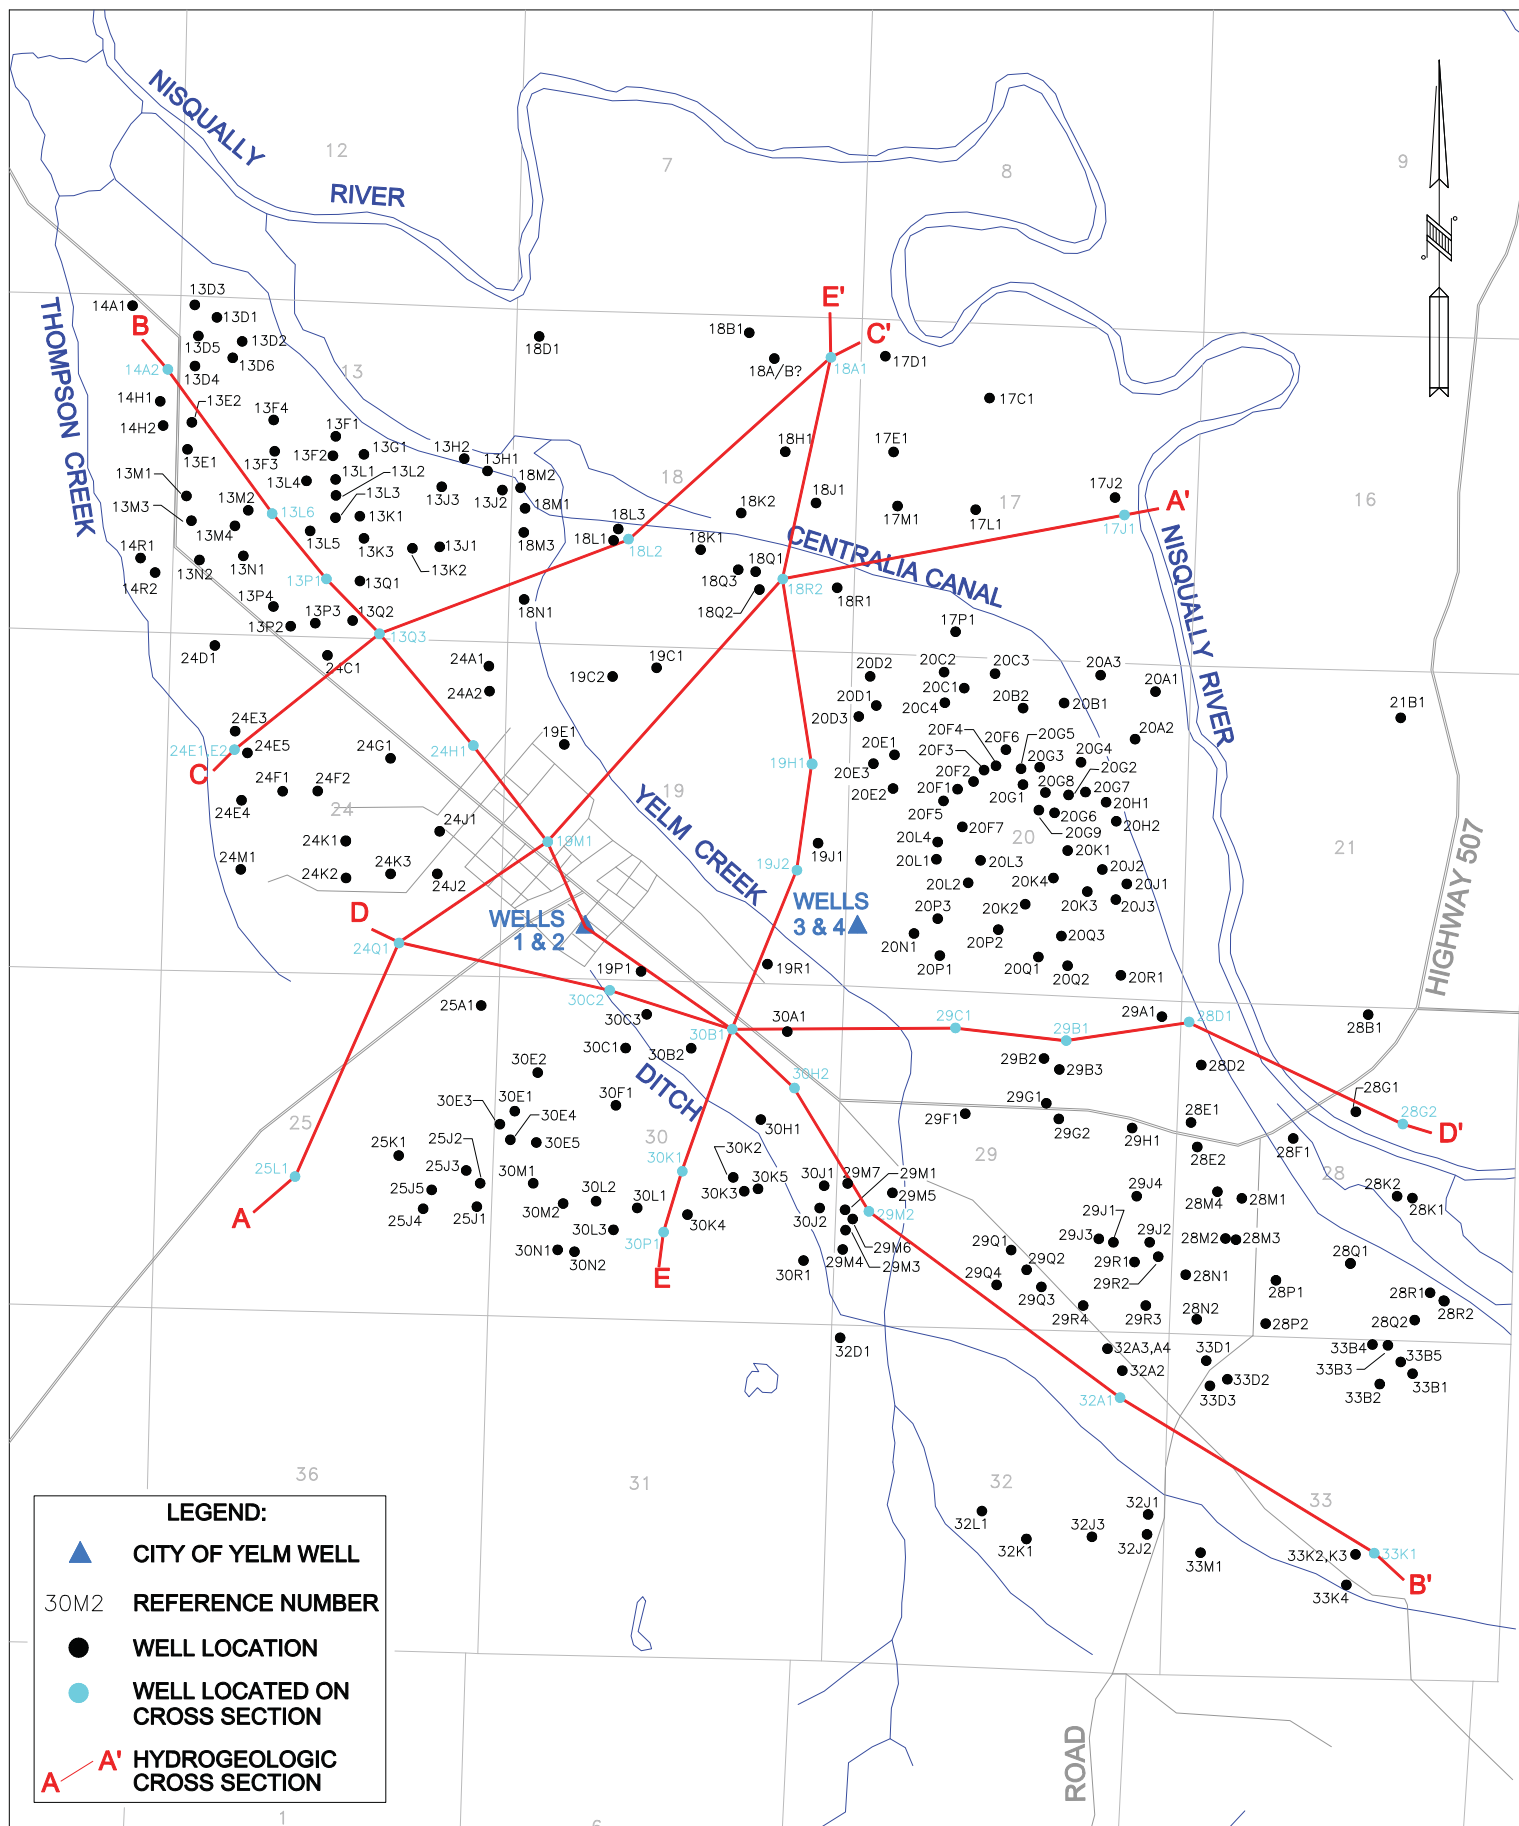 12
7
8
9
NISQUALLY
RIVER
THOMPSON CREEK
14A1
13D3
13D1
B
13D5
13D2
13D6
13D4
14A2
13
18D1
18B1
18A/B?
E'
C'
18A1
17D1
17C1
14H1
14H2
13E2
13E1
13F4
13F3
13F1
13F2
13G1
13H2
13H1
18H1
17E1
13M1
13M3
13M2
13M4
13L4
13L1
13L2
13L3
13L6
13L5
13K1
13K3
13K2
13J3
13J2
13J1
18M2
18M1
18M3
18
18L3
18L1
18L2
18K2
18K1
18J1
17M1
17L1
17
17J2
17J1
A'
16
14R1
14R2
13N2
13N1
13P1
13Q1
13P4
13P3
13P2
13Q2
13Q3
18N1
18Q3
18Q1
18Q2
18R2
18R1
CENTRALIA CANAL
17P1
NISQUALLY RIVER
24D1
24C1
24A1
24A2
19C2
19C1
20D2
20C2
20C3
20A3
20C1
20A1
20D1
20C4
20B2
20B1
20D3
21B1
24E3
24E1,E2
24E5
C
24G1
24H1
19E1
19H1
20E1
20E3
20E2
20F4
20F6
20G5
20F3
20G3
20G4
20A2
20F2
20G8
20G2
20F1
20G1
20G7
20F5
20H1
24F1
24F2
24E4
24
19
20G6
20G9
20H2
20F7
20
21
24J1
24K1
24K3
24K2
24J2
24M1
19M1
YELM CREEK
19J1
19J2
20L4
20L1
20L3
20L2
20K1
20J2
20K4
20J1
20K3
20J3
HIGHWAY 507
D
24Q1
WELLS
1 & 2
WELLS
3 & 4
20P3
20K2
20N1
20P2
20Q3
20P1
20Q1
20Q2
20R1
19P1
19R1
30C2
25A1
30C3
30B1
30A1
29C1
29B1
29A1
28D1
28B1
30C1
30B2
29B2
29B3
28D2
30E2
DITCH
30H2
30E3
30E1
30E4
30F1
30E5
30H1
29F1
29G1
29G2
29H1
28E1
28E2
28F1
28G1
28G2
D'
25
25K1
25J2
25J3
25L1
25J5
25J4
25J1
A
30
30K1
30K2
30K5
30K3
30M1
30M2
30L2
30L1
30L3
30K4
30P1
30N1
30N2
E
30J1
29M7
29M1
29M5
30J2
29M2
29M6
29M4
29M3
30R1
29
29J4
29J1
29J3
29J2
28M4
28M1
28M2
28M3
28
28K2
28K1
29Q1
29Q2
29Q4
29Q3
29R1
29R2
28N1
28Q1
28P1
29R4
29R3
28N2
28P2
28R1
28R2
28Q2
32D1
32A3,A4
32A2
32A1
33D1
33D2
33D3
33B4
33B3
33B5
33B1
33B2
36
31
32
33
32L1
32K1
32J3
32J1
32J2
33M1
33K2,K3
33K1
33K4
B'
LEGEND:
CITY OF YELM WELL
30M2 REFERENCE NUMBER
WELL LOCATION
WELL LOCATED ON
CROSS SECTION
A A' HYDROGEOLOGIC
CROSS SECTION
ROAD
1